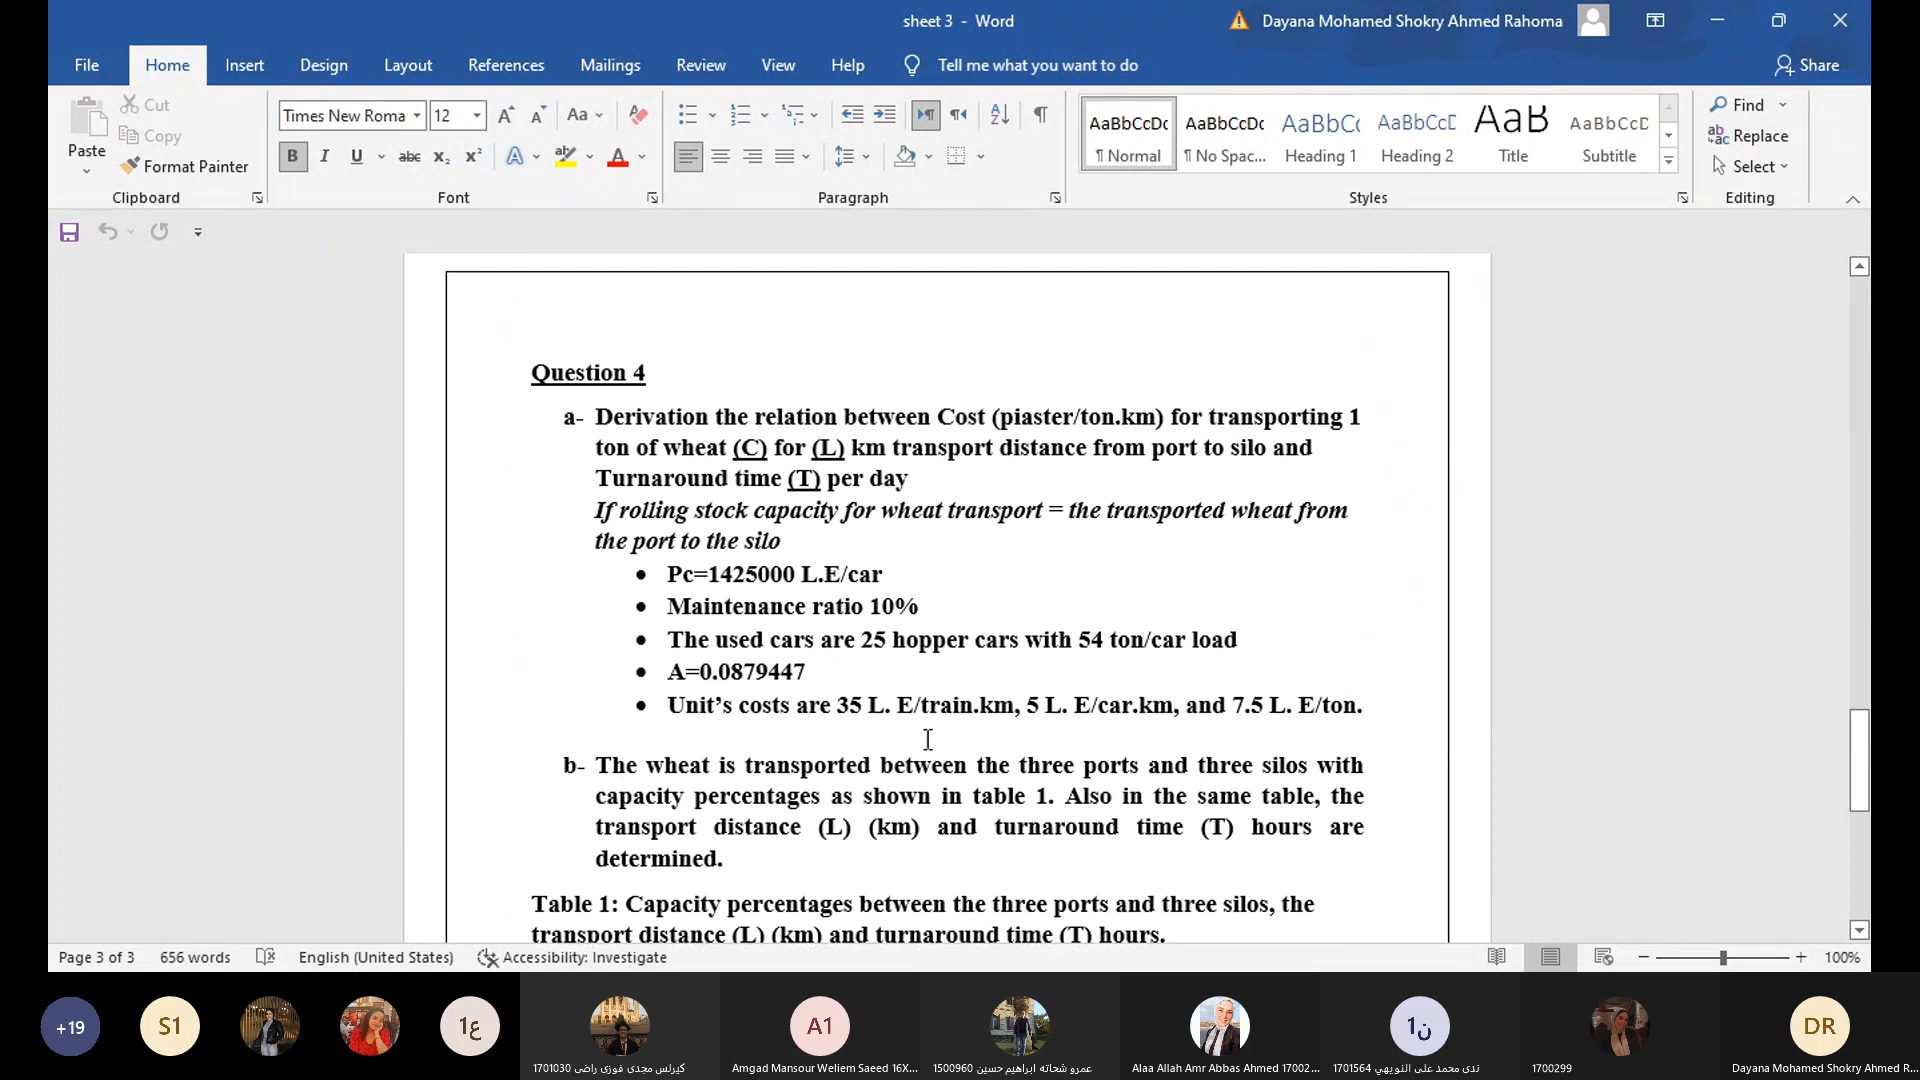 sheet 3 - Word
Dayana Mohamed Shokry Ahmed Rahoma
File Home Insert Design Layout References Mailings Review View Help Tell me what you want to do Share
Paste
Cut
Copy
Format Painter
Clipboard
Times New Roma 12
Font
Paragraph
AaBbCcDc AaBbCcDc AaBbCc AaBbCcD AaB AaBbCcD
¶ Normal ¶ No Spac... Heading 1 Heading 2 Title Subtitle
Styles
Find
Replace
Select
Editing
Question 4
a- Derivation the relation between Cost (piaster/ton.km) for transporting 1
ton of wheat (C) for (L) km transport distance from port to silo and
Turnaround time (T) per day
If rolling stock capacity for wheat transport = the transported wheat from
the port to the silo
• Pc=1425000 L.E/car
• Maintenance ratio 10%
• The used cars are 25 hopper cars with 54 ton/car load
• A=0.0879447
• Unit’s costs are 35 L. E/train.km, 5 L. E/car.km, and 7.5 L. E/ton.
b- The wheat is transported between the three ports and three silos with
capacity percentages as shown in table 1. Also in the same table, the
transport distance (L) (km) and turnaround time (T) hours are
determined.
Table 1: Capacity percentages between the three ports and three silos, the
transport distance (L) (km) and turnaround time (T) hours.
Page 3 of 3 656 words English (United States) Accessibility: Investigate 100%
+19 S1 ع1 A1 ن1 DR
1701030 كيرلس مجدى فوزى راضى
Amgad Mansour Weliem Saeed 16X...
1500960 عمرو شحاته ابراهيم حسين
Alaa Allah Amr Abbas Ahmed 17002...
1701564 ندى محمد على النويهي
1700299
Dayana Mohamed Shokry Ahmed R...